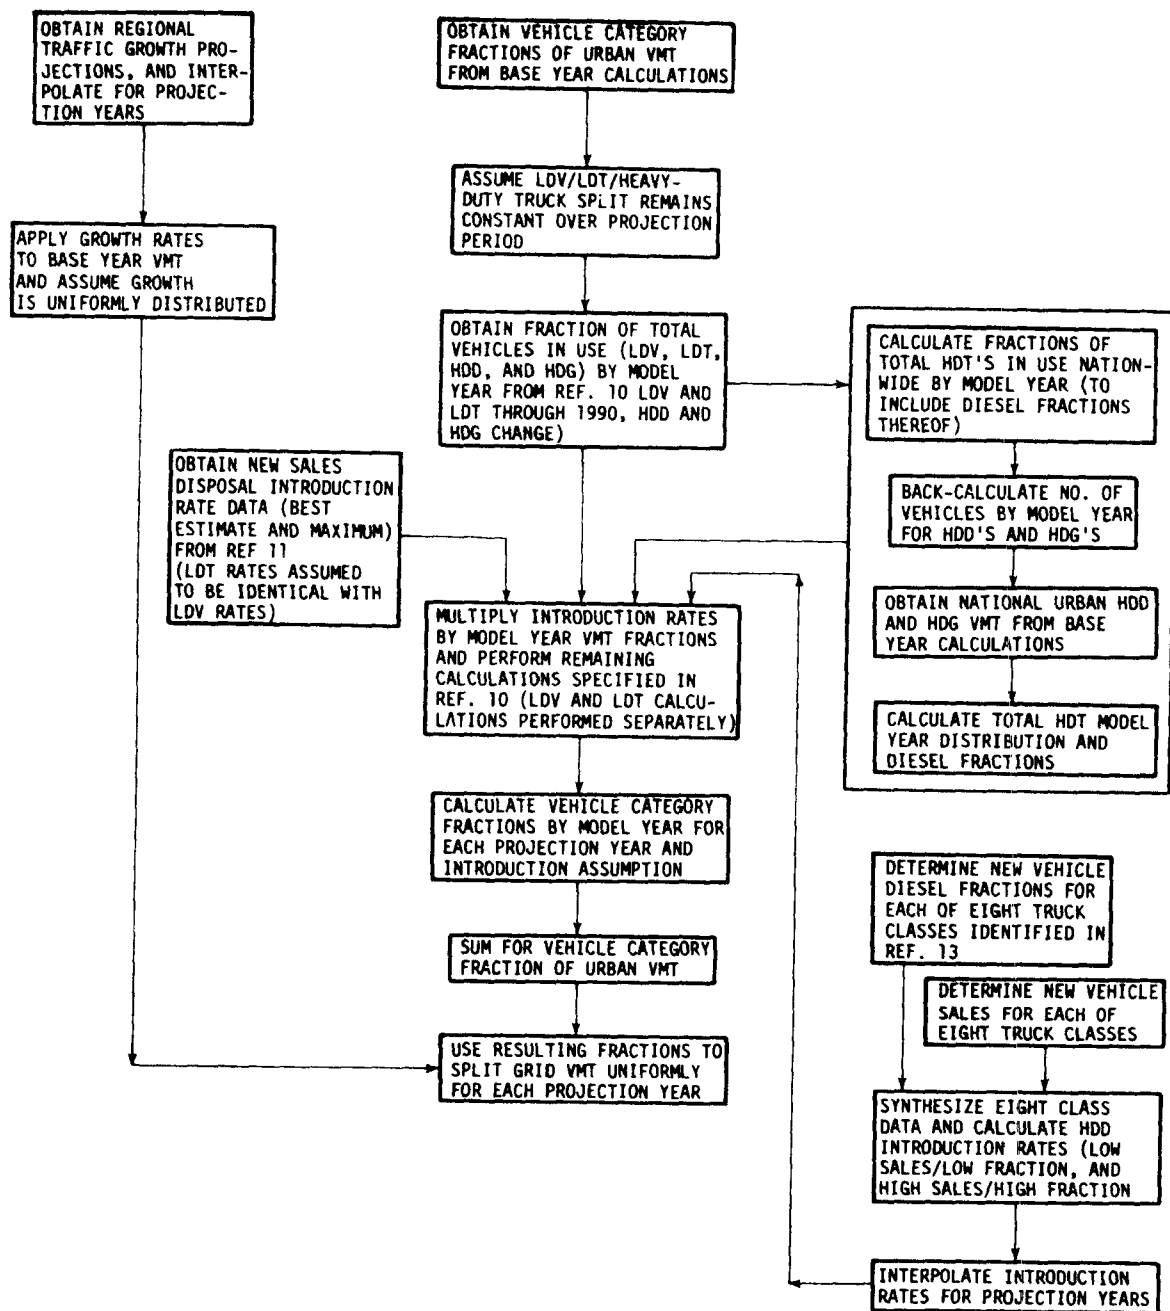 OBTAIN REGIONAL
TRAFFIC GROWTH PRO-
JECTIONS, AND INTER-
POLATE FOR PROJEC-
TION YEARS
APPLY GROWTH RATES
TO BASE YEAR VMT
AND ASSUME GROWTH
IS UNIFORMLY DISTRIBUTED
OBTAIN VEHICLE CATEGORY
FRACTIONS OF URBAN VMT
FROM BASE YEAR CALCULATIONS
ASSUME LDV/LDT/HEAVY-
DUTY TRUCK SPLIT REMAINS
CONSTANT OVER PROJECTION
PERIOD
OBTAIN FRACTION OF TOTAL
VEHICLES IN USE (LDV, LDT,
HDD, AND HDG) BY MODEL
YEAR FROM REF. 10 LDV AND
LDT THROUGH 1990, HDD AND
HDG CHANGE)
CALCULATE FRACTIONS OF
TOTAL HDT'S IN USE NATION-
WIDE BY MODEL YEAR (TO
INCLUDE DIESEL FRACTIONS
THEREOF)
BACK-CALCULATE NO. OF
VEHICLES BY MODEL YEAR
FOR HDD'S AND HDG'S
OBTAIN NATIONAL URBAN HDD
AND HDG VMT FROM BASE
YEAR CALCULATIONS
CALCULATE TOTAL HDT MODEL
YEAR DISTRIBUTION AND
DIESEL FRACTIONS
OBTAIN NEW SALES
DISPOSAL INTRODUCTION
RATE DATA (BEST
ESTIMATE AND MAXIMUM)
FROM REF 11
(LDT RATES ASSUMED
TO BE IDENTICAL WITH
LDV RATES)
MULTIPLY INTRODUCTION RATES
BY MODEL YEAR VMT FRACTIONS
AND PERFORM REMAINING
CALCULATIONS SPECIFIED IN
REF. 10 (LDV AND LDT CALCU-
LATIONS PERFORMED SEPARATELY)
CALCULATE VEHICLE CATEGORY
FRACTIONS BY MODEL YEAR FOR
EACH PROJECTION YEAR AND
INTRODUCTION ASSUMPTION
SUM FOR VEHICLE CATEGORY
FRACTION OF URBAN VMT
USE RESULTING FRACTIONS TO
SPLIT GRID VMT UNIFORMLY
FOR EACH PROJECTION YEAR
DETERMINE NEW VEHICLE
DIESEL FRACTIONS FOR
EACH OF EIGHT TRUCK
CLASSES IDENTIFIED IN
REF. 13
DETERMINE NEW VEHICLE
SALES FOR EACH OF
EIGHT TRUCK CLASSES
SYNTHESIZE EIGHT CLASS
DATA AND CALCULATE HDD
INTRODUCTION RATES (LOW
SALES/LOW FRACTION, AND
HIGH SALES/HIGH FRACTION
INTERPOLATE INTRODUCTION
RATES FOR PROJECTION YEARS